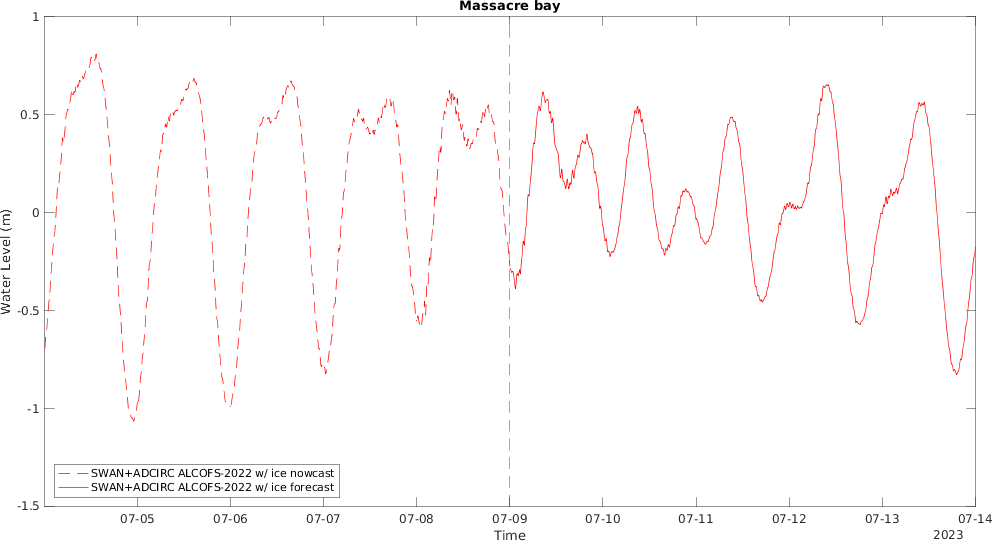 Massacre bay
1
0.5
0
-0.5
-1
-1.5
Water Level (m)
SWAN+ADCIRC ALCOFS-2022 w/ ice nowcast
SWAN+ADCIRC ALCOFS-2022 w/ ice forecast
07-05 07-06 07-07 07-08 07-09 07-10 07-11 07-12 07-13 07-14
Time
2023